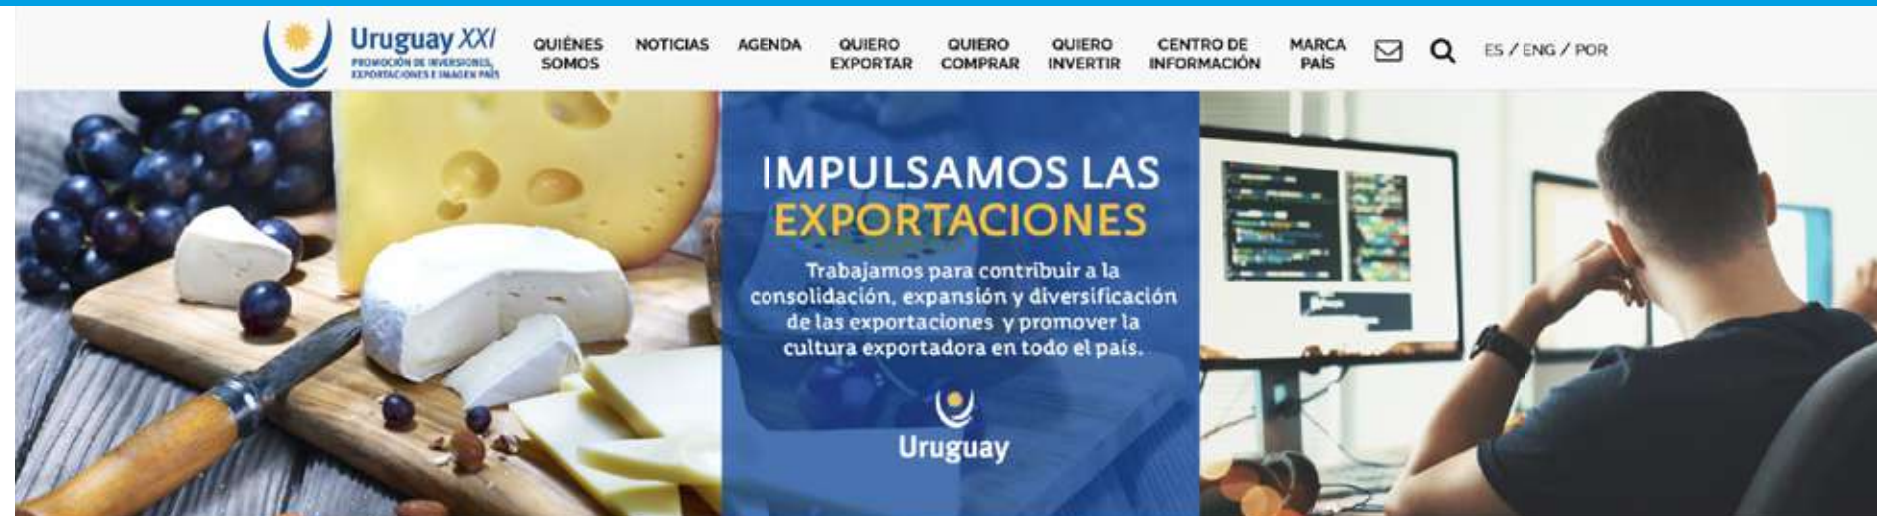 Uruguay XXI
PROMOCIÓN DE INVERSIONES,
EXPORTACIONES E IMAGEN PAÍS
QUIÉNES
SOMOS
NOTICIAS
AGENDA
QUIERO
EXPORTAR
QUIERO
COMPRAR
QUIERO
INVERTIR
CENTRO DE
INFORMACIÓN
MARCA
PAÍS
ES / ENG / POR
IMPULSAMOS LAS
EXPORTACIONES
Trabajamos para contribuir a la
consolidación, expansión y diversificación
de las exportaciones y promover la
cultura exportadora en todo el país.
Uruguay